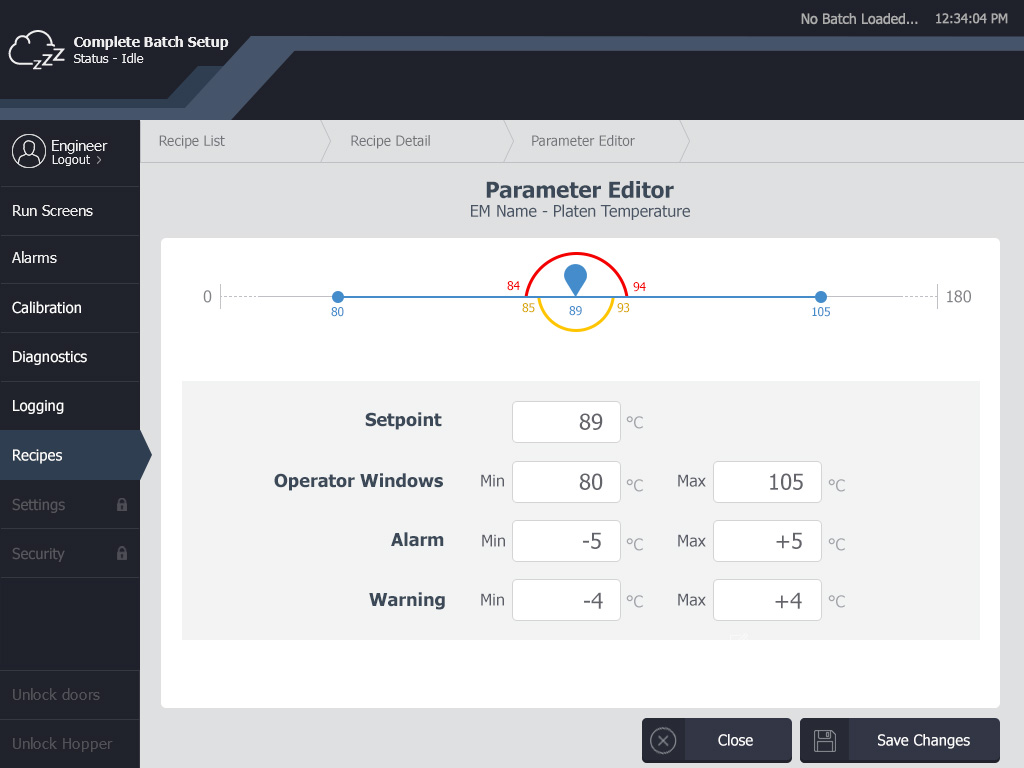 No Batch Loaded... 12:34:04 PM
Complete Batch Setup
Status - Idle
zzz
Engineer
Logout >
Recipe List Recipe Detail Parameter Editor
Run Screens
Alarms
Calibration
Diagnostics
Logging
Recipes
Settings
Security
Unlock doors
Unlock Hopper
Parameter Editor
EM Name - Platen Temperature
84 94
0 180
80 85 89 93 105
Setpoint 89 °C
Operator Windows Min 80 °C Max 105 °C
Alarm Min -5 °C Max +5 °C
Warning Min -4 °C Max +4 °C
Close Save Changes